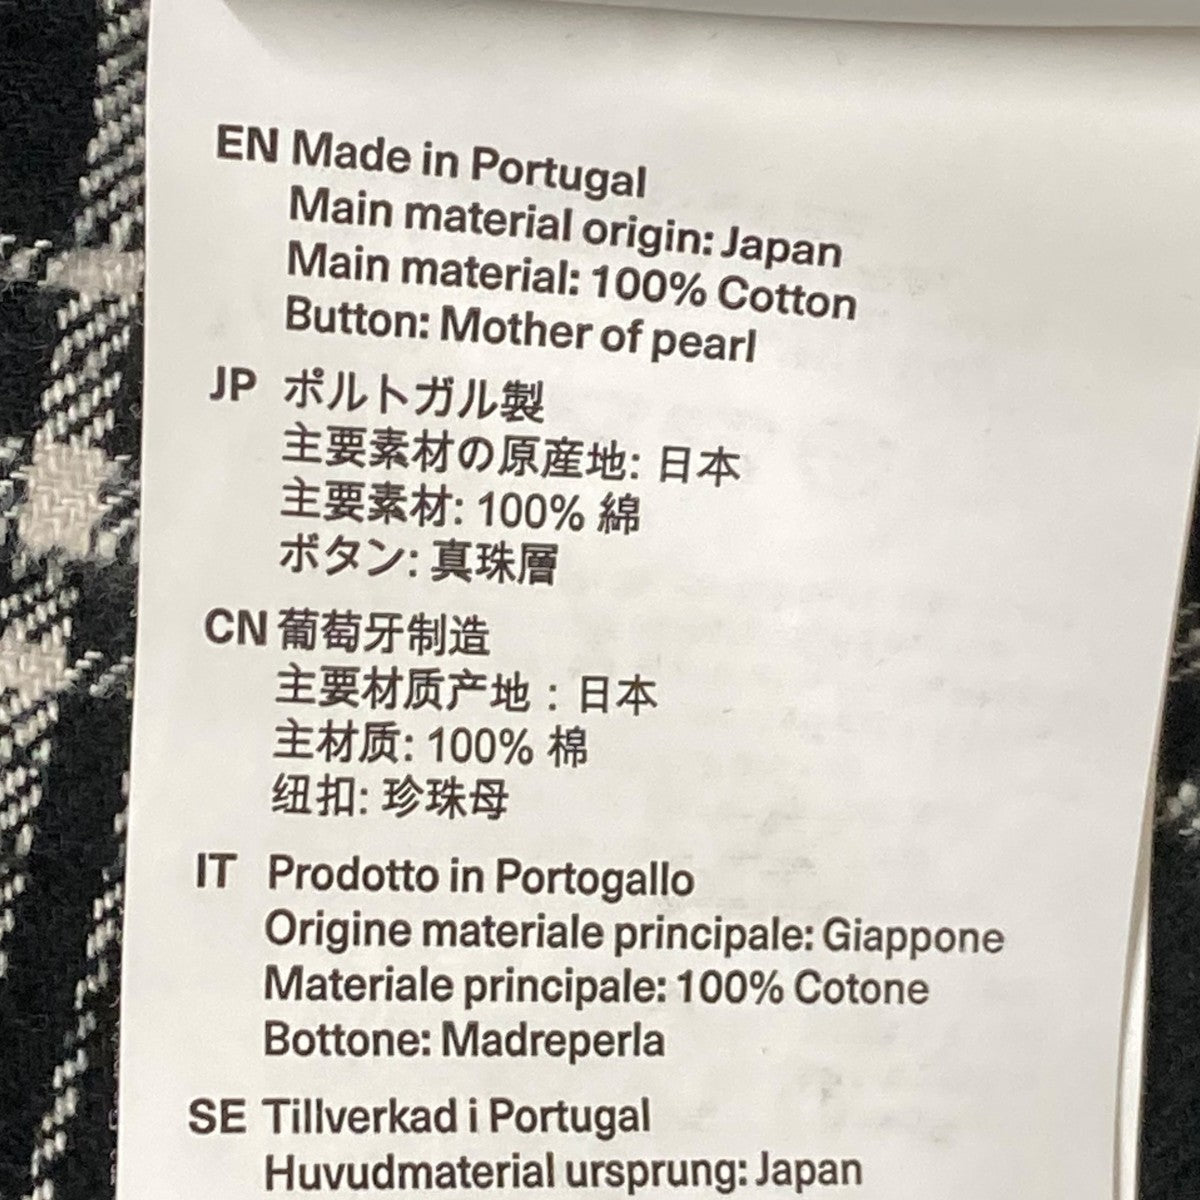 EN Made in Portugal
Main material origin: Japan
Main material: 100% Cotton
Button: Mother of pearl
JP ポルトガル製
主要素材の原産地: 日本
主要素材: 100% 綿
ボタン: 真珠層
CN 葡萄牙制造
主要材质产地：日本
主材质: 100% 棉
纽扣: 珍珠母
IT Prodotto in Portogallo
Origine materiale principale: Giappone
Materiale principale: 100% Cotone
Bottone: Madreperla
SE Tillverkad i Portugal
Huvudmaterial ursprung: Japan